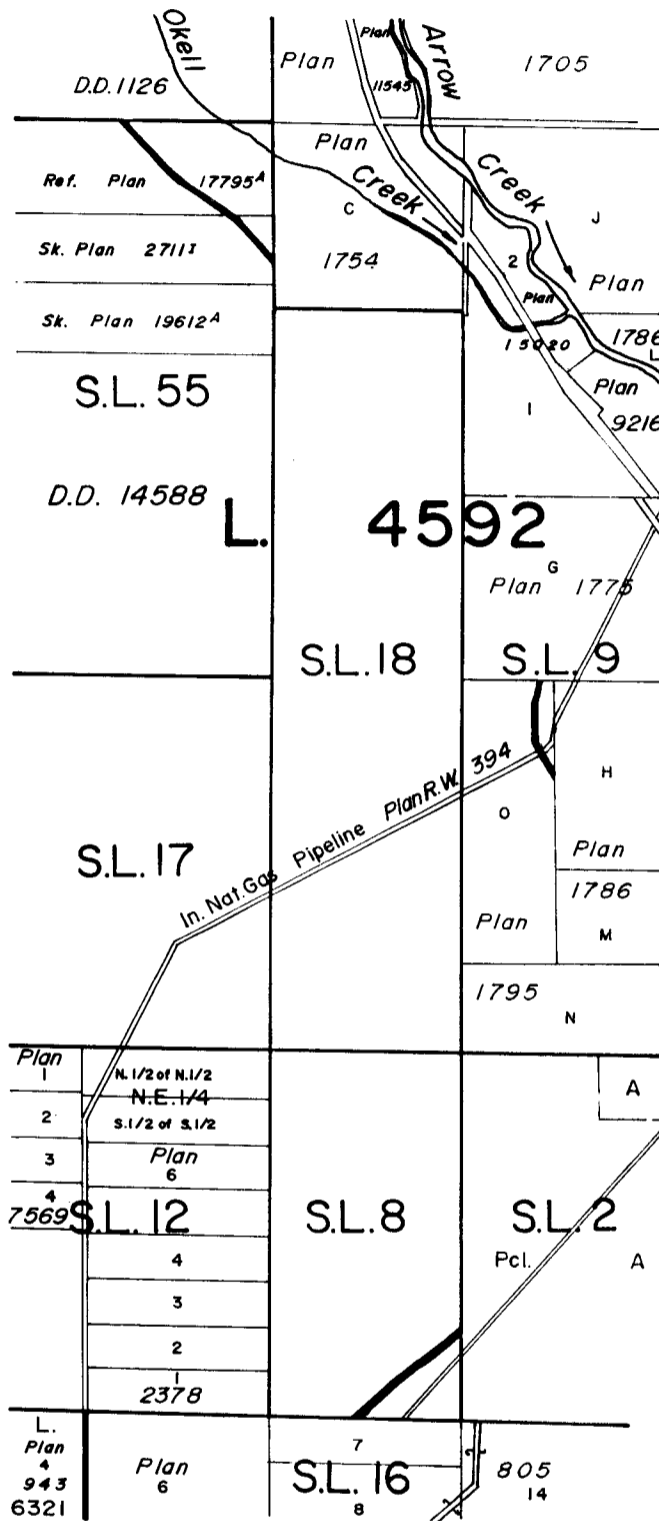 Okell
Plan
Plan
11545
Arrow
1705
D.D. 1126
Plan
Creek
Creek
Ref. Plan 17795A
C
J
Sk. Plan 2711I
1754
2
Plan
Plan
Sk. Plan 19612A
15020
1786
L
S.L. 55
Plan
1
9216
D.D. 14588
L. 4592
G
Plan 1775
S.L. 18
S.L. 9
In. Nat. Gas Pipeline Plan R.W. 394
H
O
S.L. 17
Plan
1786
Plan
M
1795
N
Plan
1
N. 1/2 of N. 1/2
N.E. 1/4
A
2
S. 1/2 of S. 1/2
3
Plan
6
4
7569
S.L. 12
S.L. 8
S.L. 2
4
Pcl. A
3
2
1
2378
L.
Plan
4
943
6321
Plan
6
7
S.L. 16
8
805
14